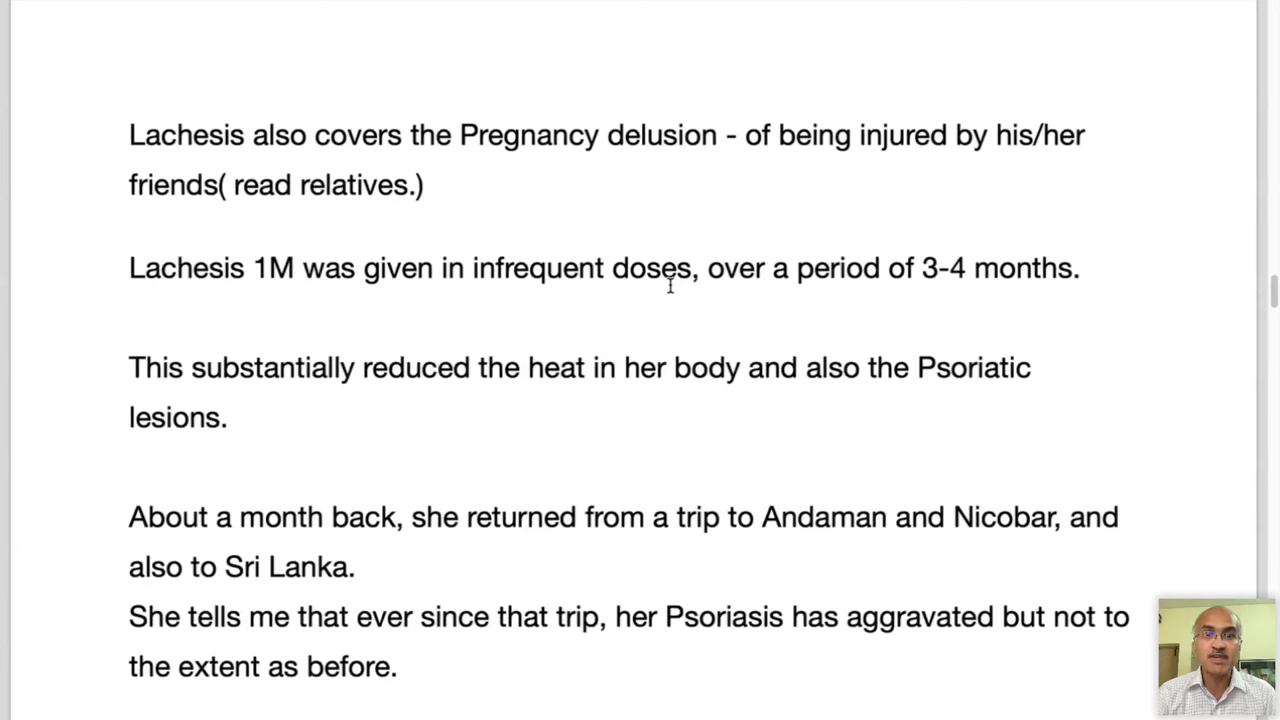 Lachesis also covers the Pregnancy delusion - of being injured by his/her
friends( read relatives.)
Lachesis 1M was given in infrequent doses, over a period of 3-4 months.
This substantially reduced the heat in her body and also the Psoriatic
lesions.
About a month back, she returned from a trip to Andaman and Nicobar, and
also to Sri Lanka.
She tells me that ever since that trip, her Psoriasis has aggravated but not to
the extent as before.